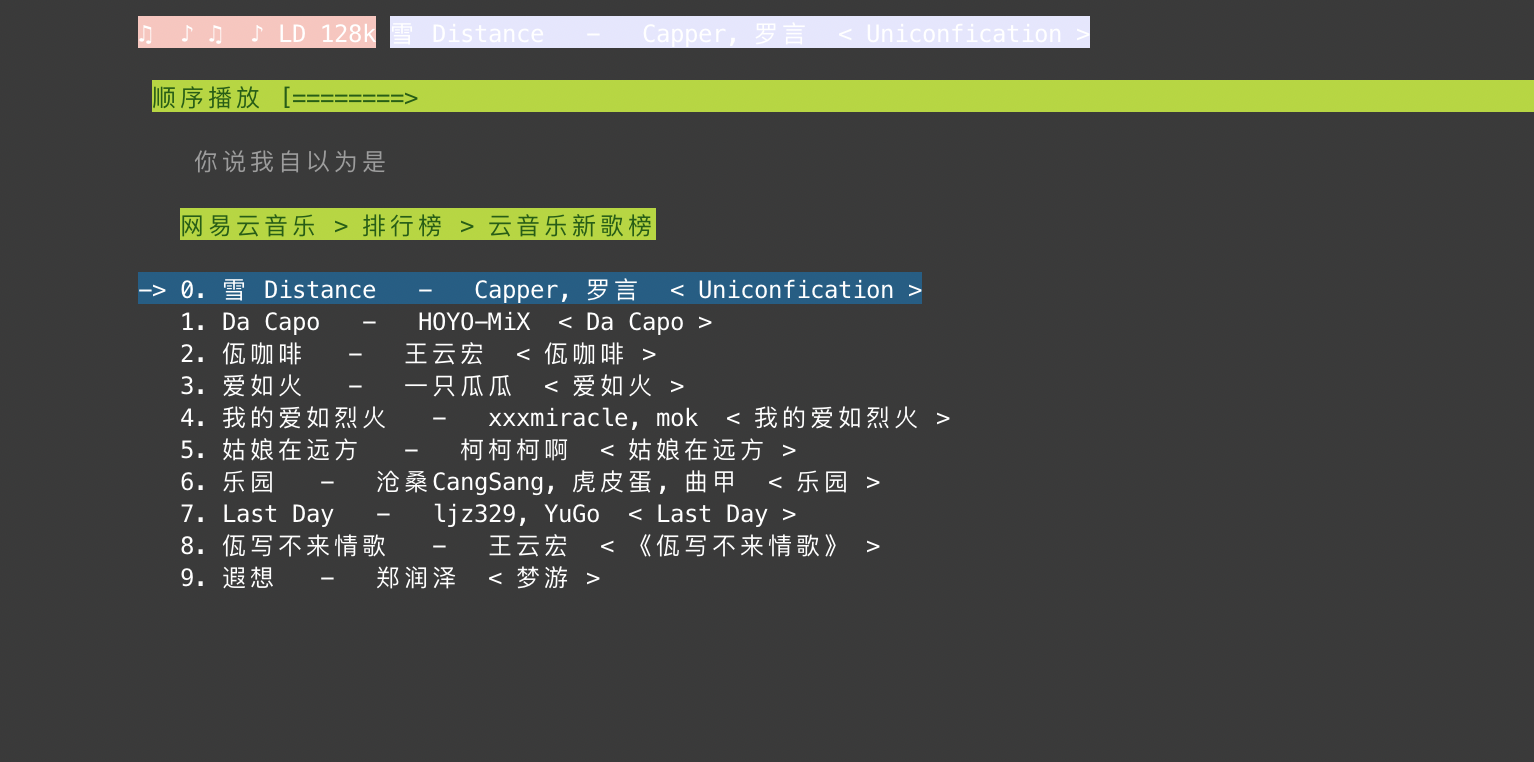 ♫ ♪ ♫ ♪ LD 128k 雪 Distance - Capper, 罗言 < Uniconfication >
顺序播放 [========>
你说我自以为是
网易云音乐 > 排行榜 > 云音乐新歌榜
-> 0. 雪 Distance - Capper, 罗言 < Uniconfication >
1. Da Capo - HOYO-MiX < Da Capo >
2. 佤咖啡 - 王云宏 < 佤咖啡 >
3. 爱如火 - 一只瓜瓜 < 爱如火 >
4. 我的爱如烈火 - xxxmiracle, mok < 我的爱如烈火 >
5. 姑娘在远方 - 柯柯柯啊 < 姑娘在远方 >
6. 乐园 - 沧桑CangSang, 虎皮蛋, 曲甲 < 乐园 >
7. Last Day - ljz329, YuGo < Last Day >
8. 佤写不来情歌 - 王云宏 < 《佤写不来情歌》 >
9. 遐想 - 郑润泽 < 梦游 >